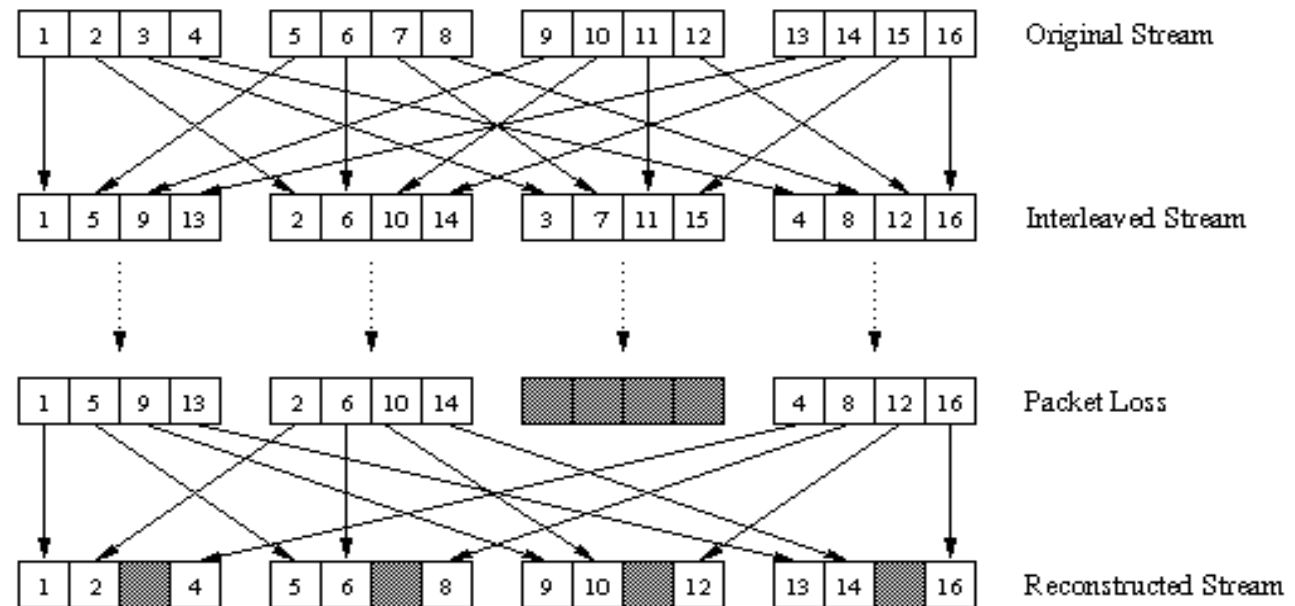 1 2 3 4 5 6 7 8 9 10 11 12 13 14 15 16 Original Stream
1 5 9 13 2 6 10 14 3 7 11 15 4 8 12 16 Interleaved Stream
1 5 9 13 2 6 10 14 4 8 12 16 Packet Loss
1 2 4 5 6 8 9 10 12 13 14 16 Reconstructed Stream